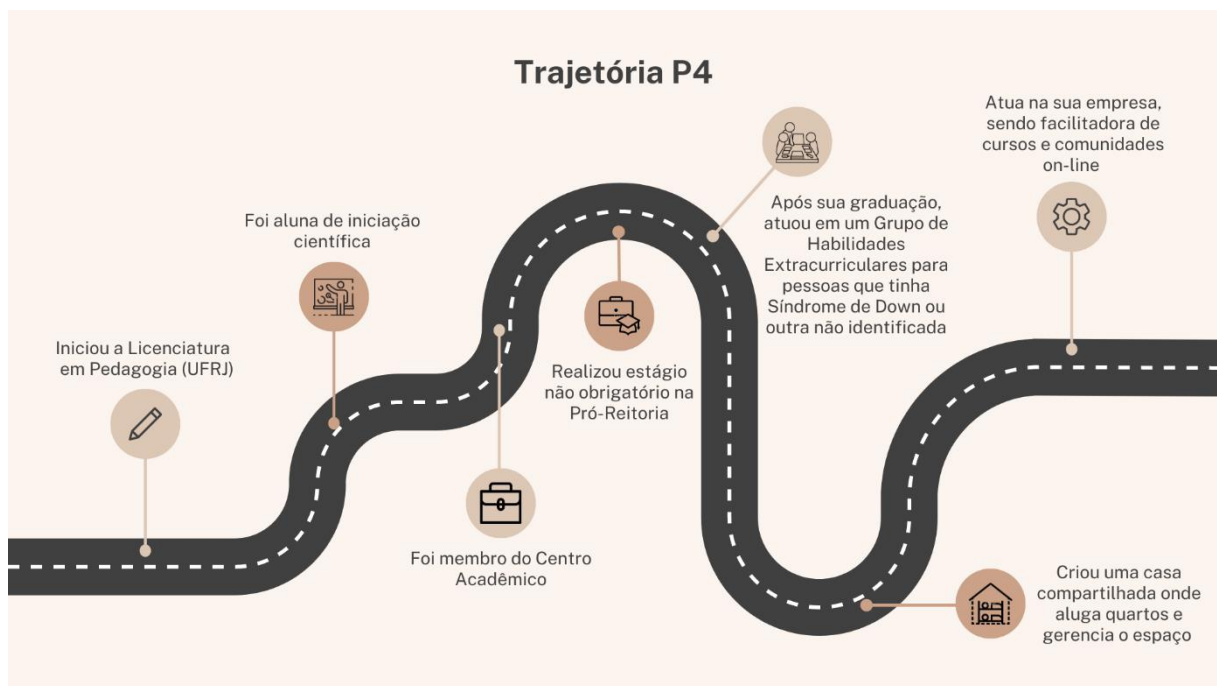 Trajetória P4
Iniciou a Licenciatura
em Pedagogia (UFRJ)
Foi aluna de iniciação
científica
Foi membro do Centro
Acadêmico
Realizou estágio
não obrigatório na
Pró-Reitoria
Após sua graduação,
atuou em um Grupo de
Habilidades
Extracurriculares para
pessoas que tinha
Síndrome de Down ou
outra não identificada
Criou uma casa
compartilhada onde
aluga quartos e
gerencia o espaço
Atua na sua empresa,
sendo facilitadora de
cursos e comunidades
on-line